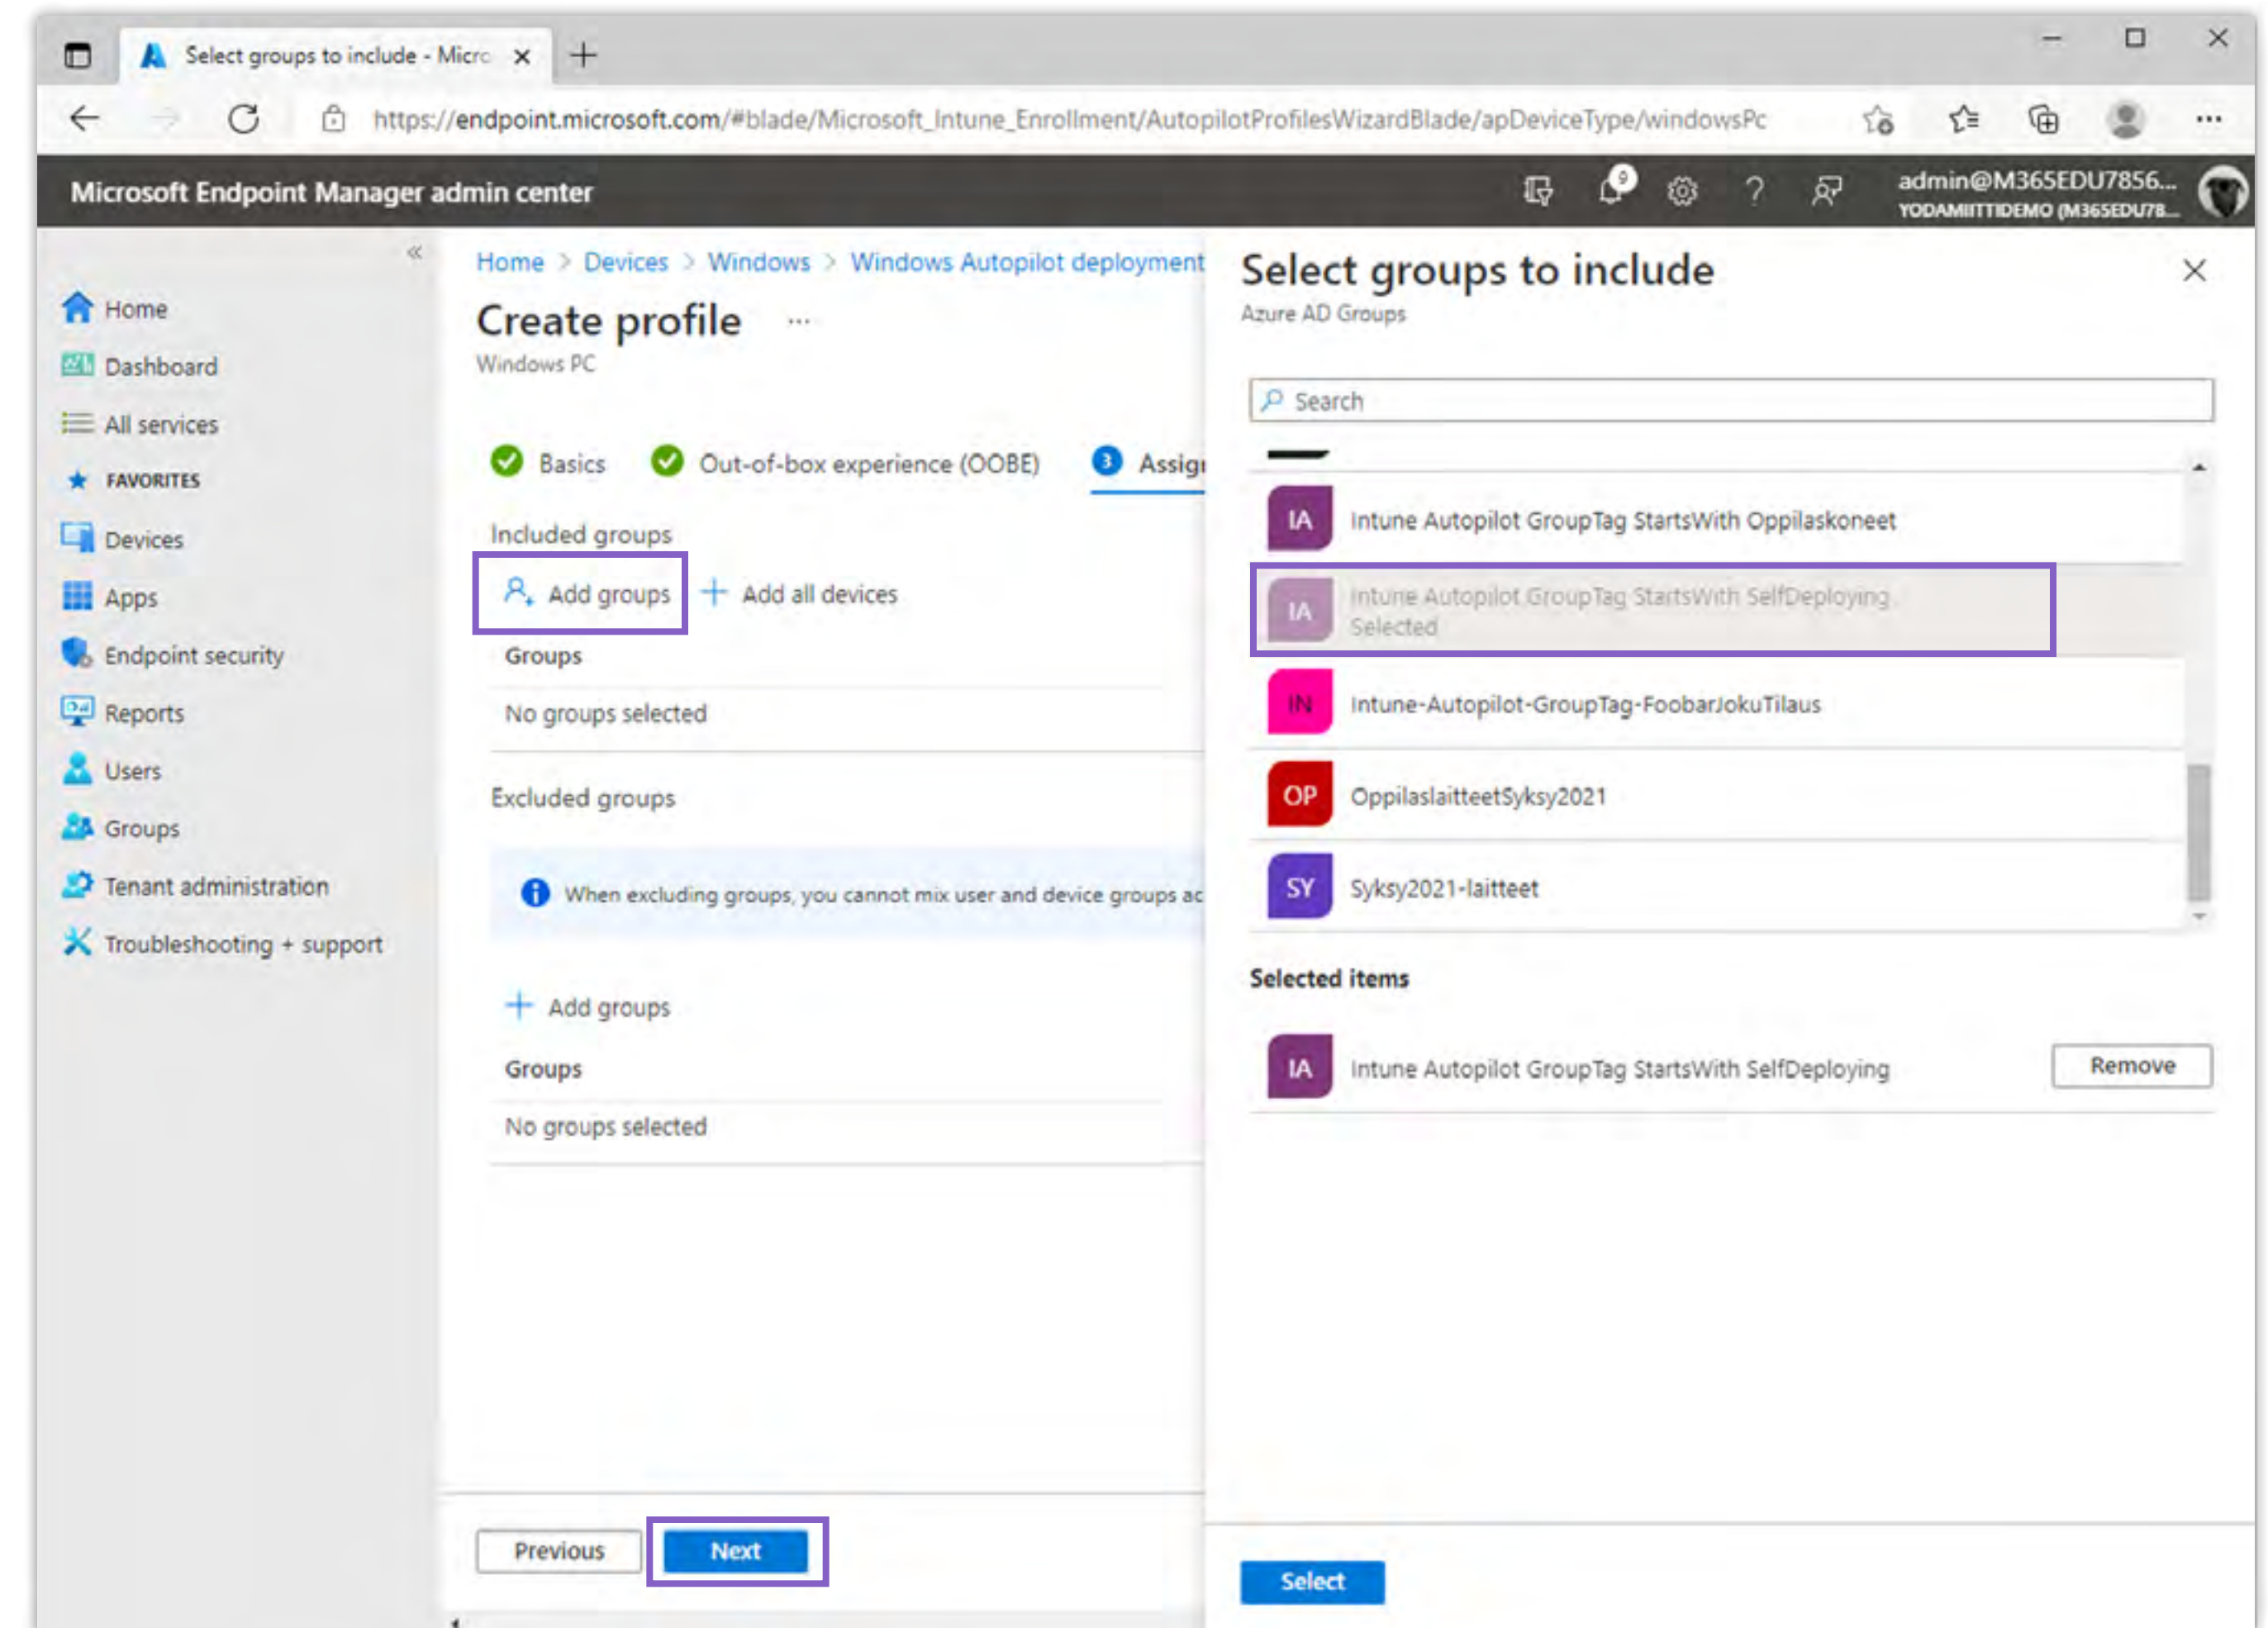 Select groups to include - Micro
https://endpoint.microsoft.com/#blade/Microsoft_Intune_Enrollment/AutopilotProfilesWizardBlade/apDeviceType/windowsPc
Microsoft Endpoint Manager admin center
9
?
admin@M365EDU7856...
YODAMIITTIDEMO (M365EDU78...
Home
Dashboard
All services
FAVORITES
Devices
Apps
Endpoint security
Reports
Users
Groups
Tenant administration
Troubleshooting + support
Home > Devices > Windows > Windows Autopilot deployment
Create profile ...
Windows PC
Basics
Out-of-box experience (OOBE)
3 Assig
Included groups
Add groups
Add all devices
Groups
No groups selected
Excluded groups
When excluding groups, you cannot mix user and device groups ac
Add groups
Groups
No groups selected
Previous
Next
Select groups to include
Azure AD Groups
Search
IA Intune Autopilot GroupTag StartsWith Oppilaskoneet
IA Intune Autopilot GroupTag StartsWith SelfDeploying
Selected
IN Intune-Autopilot-GroupTag-FoobarJokuTilaus
OP OppilaslaitteetSyksy2021
SY Syksy2021-laitteet
Selected items
IA Intune Autopilot GroupTag StartsWith SelfDeploying
Remove
Select